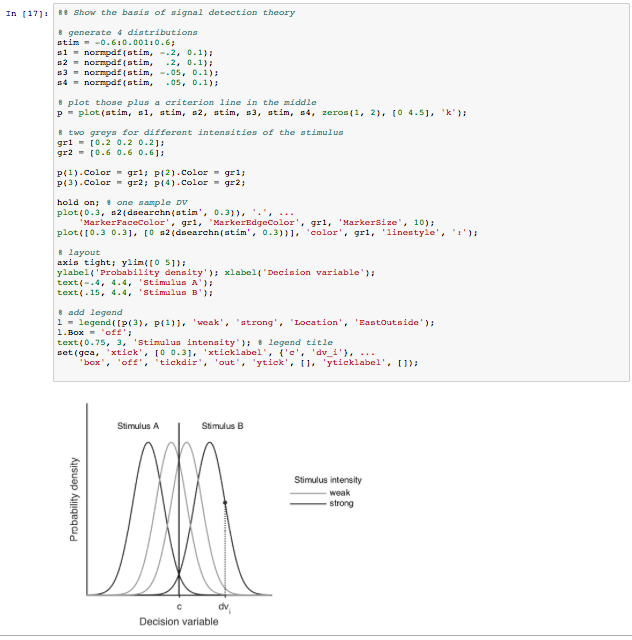 In [17]:
%% Show the basis of signal detection theory
% generate 4 distributions
stim = -0.6:0.001:0.6;
s1 = normpdf(stim, -.2, 0.1);
s2 = normpdf(stim,  .2, 0.1);
s3 = normpdf(stim, -.05, 0.1);
s4 = normpdf(stim,  .05, 0.1);
% plot those plus a criterion line in the middle
p = plot(stim, s1, stim, s2, stim, s3, stim, s4, zeros(1, 2), [0 4.5], 'k');
% two greys for different intensities of the stimulus
gr1 = [0.2 0.2 0.2];
gr2 = [0.6 0.6 0.6];
p(1).Color = gr1; p(2).Color = gr1;
p(3).Color = gr2; p(4).Color = gr2;
hold on; % one sample DV
plot(0.3, s2(dsearchn(stim', 0.3)), '.', ...
    'MarkerFaceColor', gr1, 'MarkerEdgeColor', gr1, 'MarkerSize', 10);
plot([0.3 0.3], [0 s2(dsearchn(stim', 0.3))], 'color', gr1, 'linestyle', ':');
% layout
axis tight; ylim([0 5]);
ylabel('Probability density'); xlabel('Decision variable');
text(-.4, 4.4, 'Stimulus A');
text(.15, 4.4, 'Stimulus B');
% add legend
l = legend([p(3), p(1)], 'weak', 'strong', 'Location', 'EastOutside');
l.Box = 'off';
text(0.75, 3, 'Stimulus intensity'); % legend title
set(gca, 'xtick', [0 0.3], 'xticklabel', {'c', 'dv_i'}, ...
    'box', 'off', 'tickdir', 'out', 'ytick', [], 'yticklabel', []);
Stimulus A
Stimulus B
Probability density
Stimulus intensity
weak
strong
c
dv_i
Decision variable